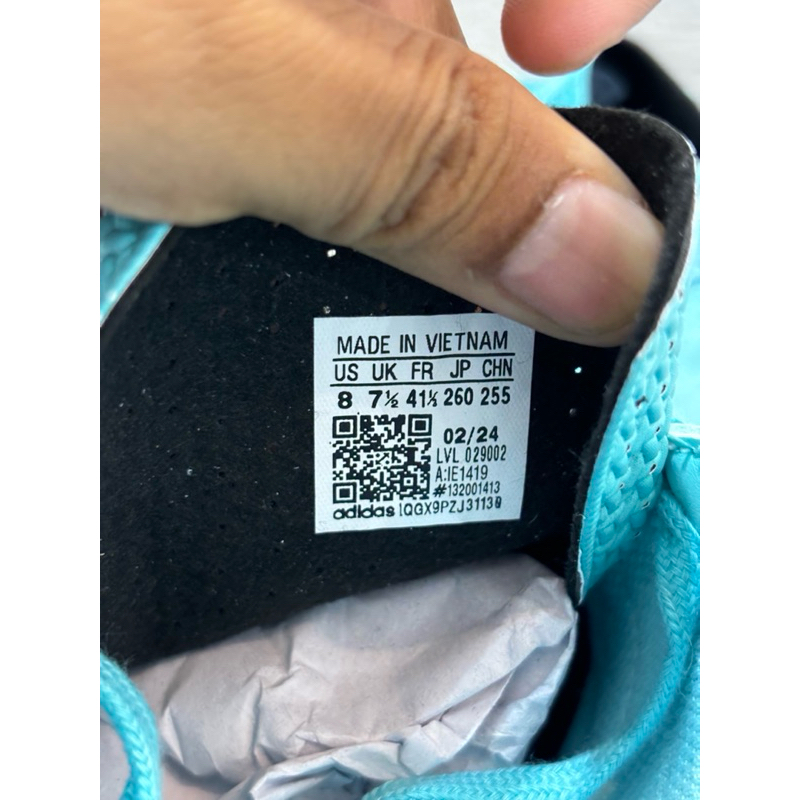 MADE IN VIETNAM
US UK FR JP CHN
8 7½ 41⅓ 260 255
02/24
LVL 029002
A:IE1419
#132001413
adidas